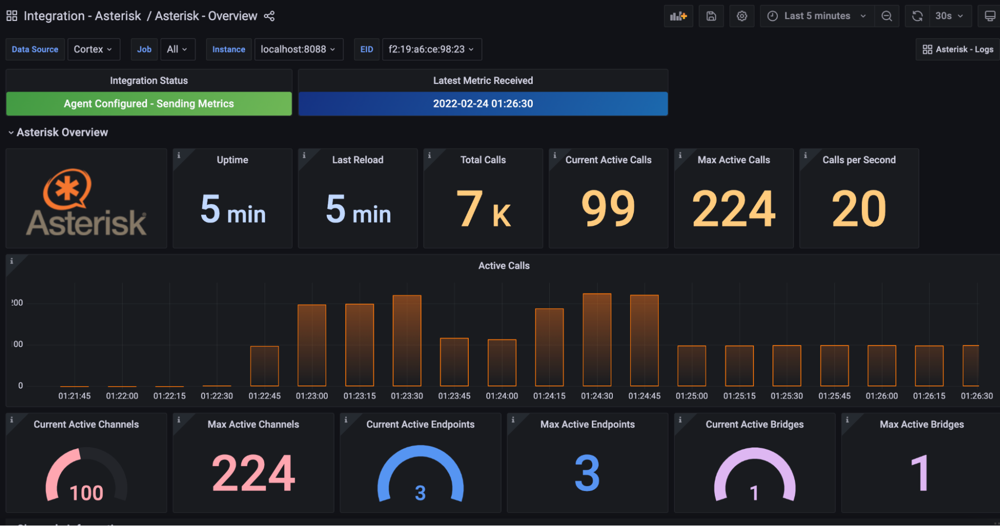 Integration - Asterisk / Asterisk - Overview
Last 5 minutes
30s
Data Source Cortex Job All Instance localhost:8088 EID f2:19:a6:ce:98:23 Asterisk - Logs
Integration Status
Latest Metric Received
Agent Configured - Sending Metrics
2022-02-24 01:26:30
Asterisk Overview
Asterisk
Uptime
5 min
Last Reload
5 min
Total Calls
7 K
Current Active Calls
99
Max Active Calls
224
Calls per Second
20
Active Calls
200
100
0
01:21:45 01:22:00 01:22:15 01:22:30 01:22:45 01:23:00 01:23:15 01:23:30 01:23:45 01:24:00 01:24:15 01:24:30 01:24:45 01:25:00 01:25:15 01:25:30 01:25:45 01:26:00 01:26:15 01:26:30
Current Active Channels
100
Max Active Channels
224
Current Active Endpoints
3
Max Active Endpoints
3
Current Active Bridges
1
Max Active Bridges
1